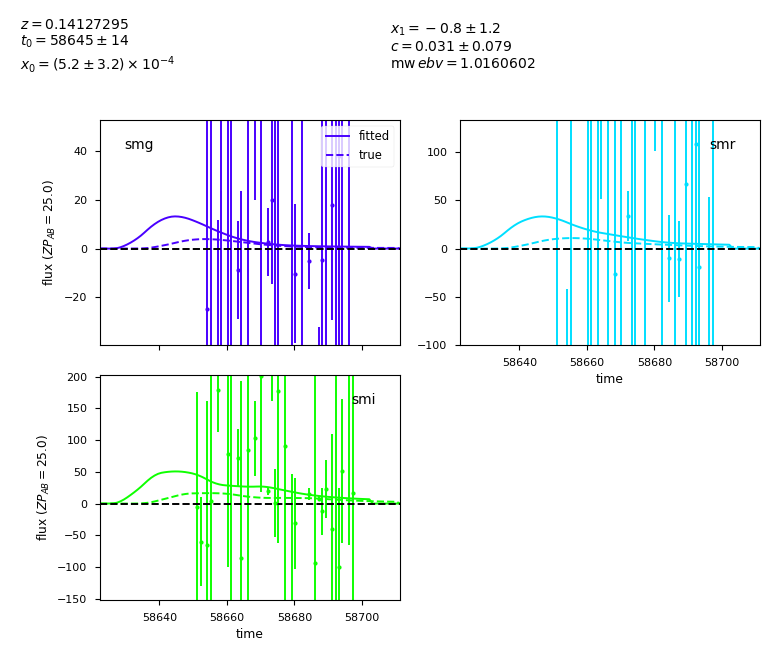 z = 0.14127295
t₀ = 58645 ± 14
x₀ = (5.2 ± 3.2) × 10⁻⁴
x₁ = −0.8 ± 1.2
c = 0.031 ± 0.079
mw ebv = 1.0160602
smg
fitted
true
40
20
0
−20
flux (ZP_AB = 25.0)
smr
100
50
0
−50
−100
58640 58660 58680 58700
time
smi
200
150
100
50
0
−50
−100
−150
flux (ZP_AB = 25.0)
58640 58660 58680 58700
time